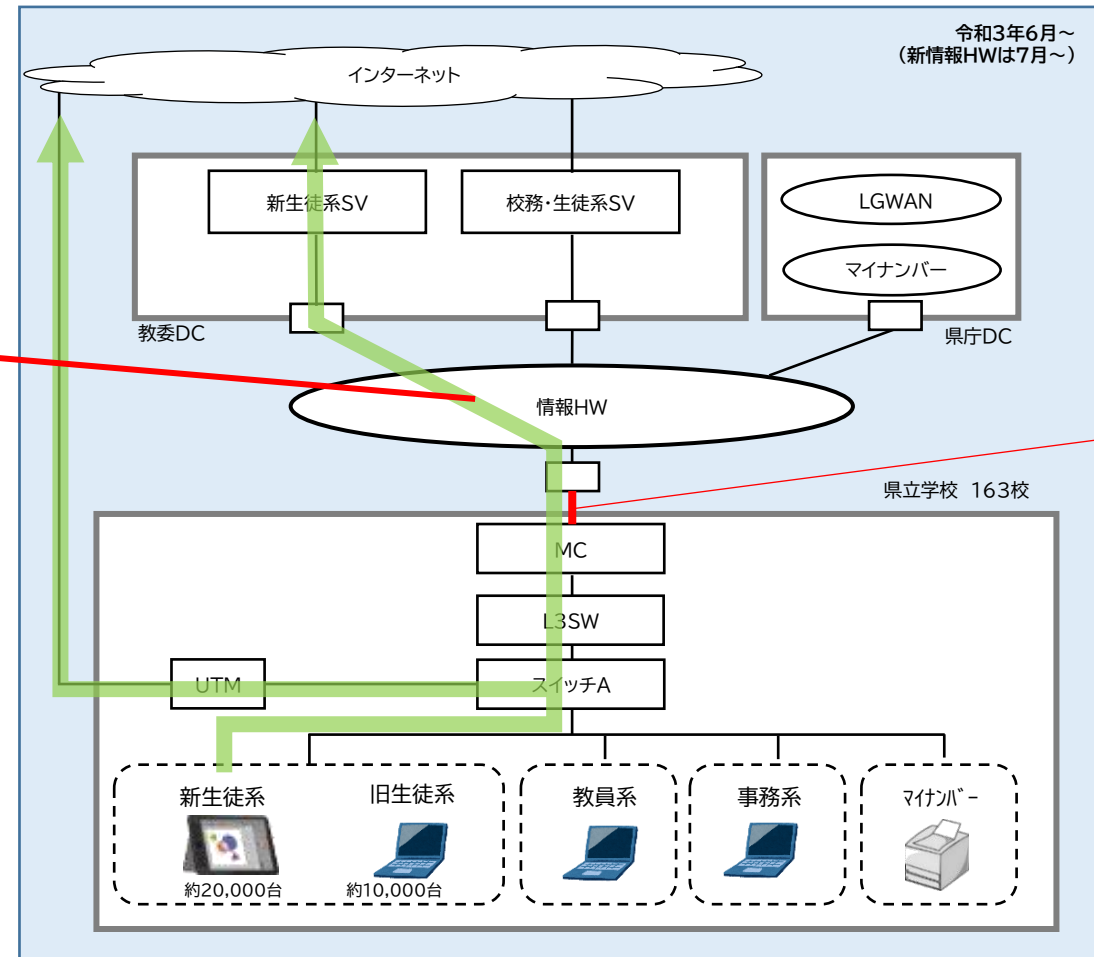 令和3年6月～
（新情報HWは7月～）
インターネット
新生徒系SV
校務・生徒系SV
LGWAN
マイナンバー
教委DC
県庁DC
情報HW
県立学校 163校
MC
L3SW
UTM
スイッチA
新生徒系
旧生徒系
教員系
事務系
ﾏｲﾅﾝﾊﾞｰ
約20,000台
約10,000台